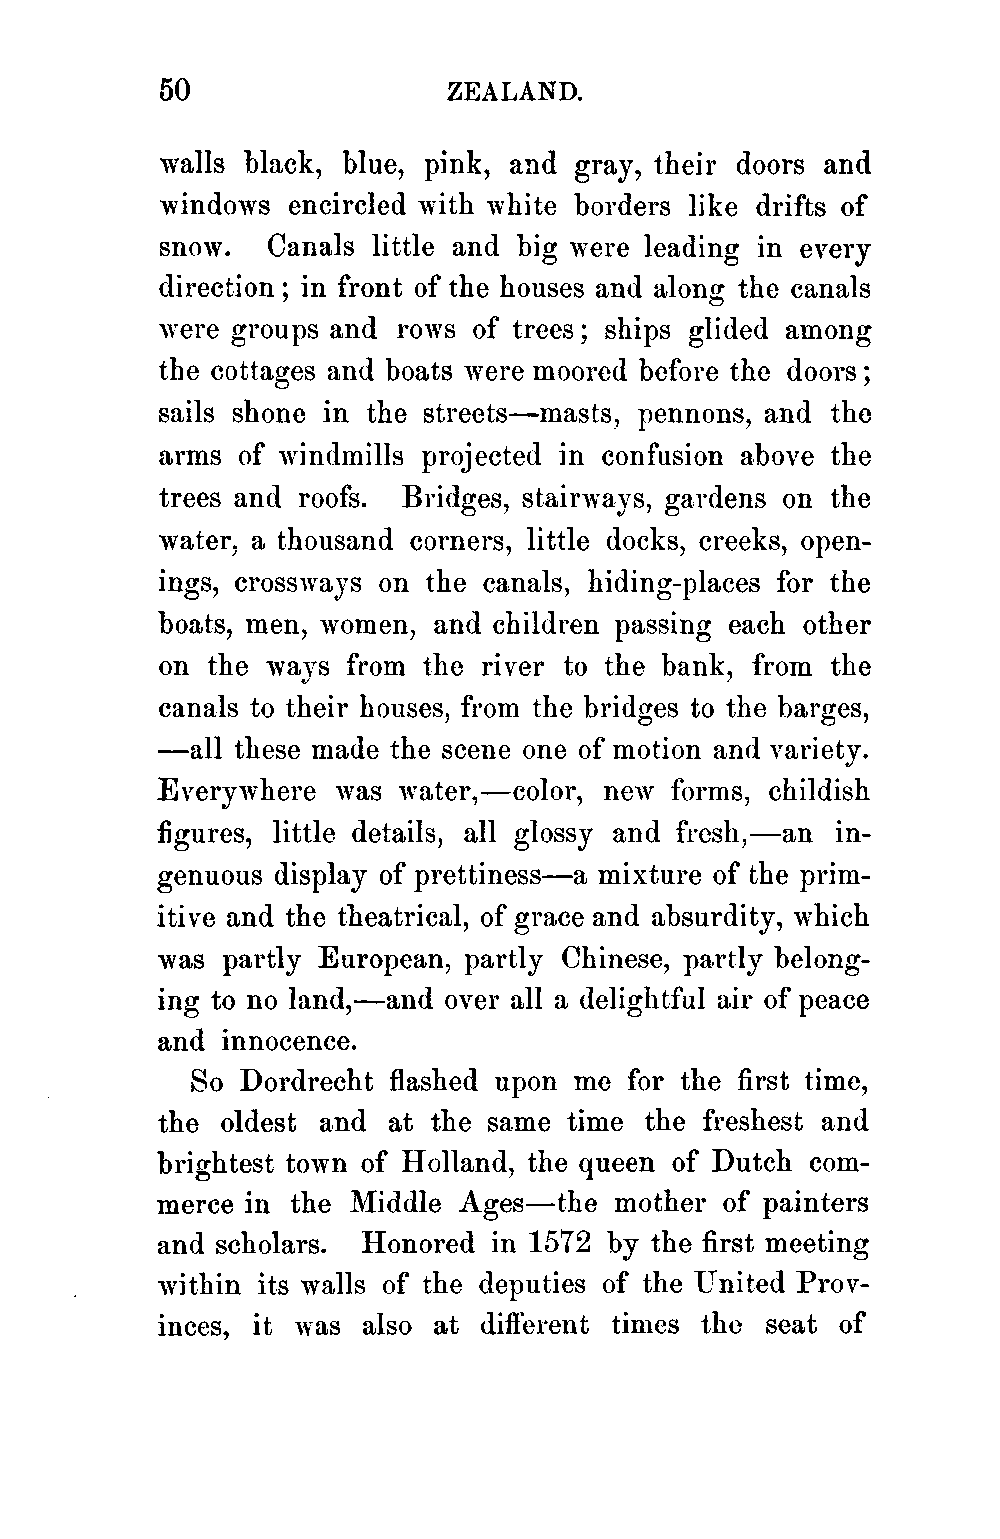 50 ZEALAND.
walls black, blue, pink, and gray, their doors and
windows encircled with white borders like drifts of
snow. Canals little and big were leading in every
direction; in front of the houses and along the canals
were groups and rows of trees; ships glided among
the cottages and boats were moored before the doors;
sails shone in the streets—masts, pennons, and the
arms of windmills projected in confusion above the
trees and roofs. Bridges, stairways, gardens on the
water, a thousand corners, little docks, creeks, open-
ings, crossways on the canals, hiding-places for the
boats, men, women, and children passing each other
on the ways from the river to the bank, from the
canals to their houses, from the bridges to the barges,
—all these made the scene one of motion and variety.
Everywhere was water,—color, new forms, childish
figures, little details, all glossy and fresh,—an in-
genuous display of prettiness—a mixture of the prim-
itive and the theatrical, of grace and absurdity, which
was partly European, partly Chinese, partly belong-
ing to no land,—and over all a delightful air of peace
and innocence.
So Dordrecht flashed upon me for the first time,
the oldest and at the same time the freshest and
brightest town of Holland, the queen of Dutch com-
merce in the Middle Ages—the mother of painters
and scholars. Honored in 1572 by the first meeting
within its walls of the deputies of the United Prov-
inces, it was also at different times the seat of